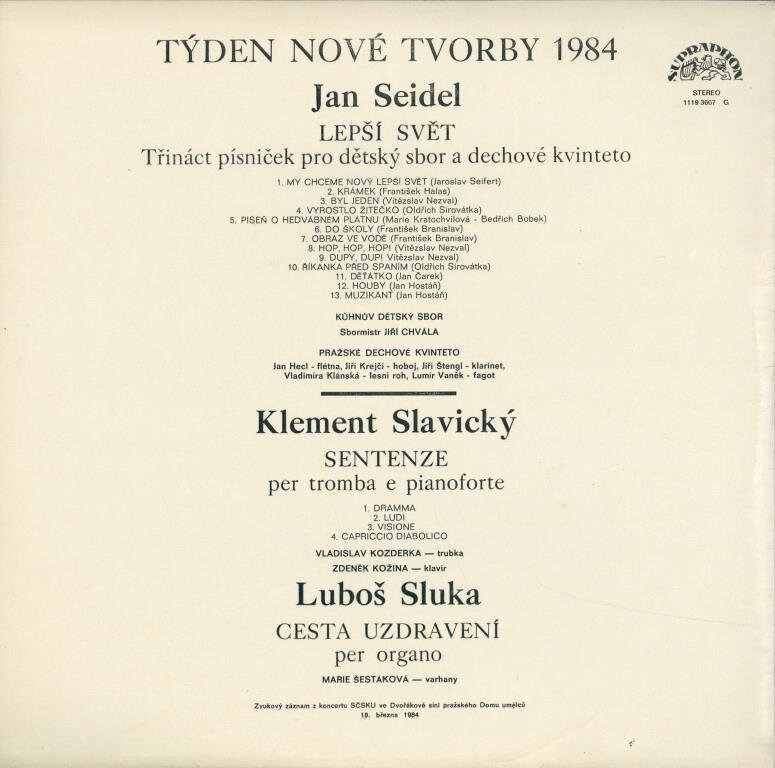 TÝDEN NOVÉ TVORBY 1984
SUPRAPHON
STEREO
1119 3667 G
Jan Seidel
LEPŠÍ SVĚT
Třináct písniček pro dětský sbor a dechové kvinteto
1. MY CHCEME NOVÝ LEPŠÍ SVĚT (Jaroslav Seifert)
2. KRÁMEK (František Halas)
3. BYL JEDEN (Vítězslav Nezval)
4. VYROSTLO ŽITEČKO (Oldřich Sirovátka)
5. PÍSEŇ O HEDVÁBNÉM PLÁTNU (Marie Kratochvílová - Bedřich Bobek)
6. DO ŠKOLY (František Branislav)
7. OBRAZ VE VODĚ (František Branislav)
8. HOP, HOP, HOP! (Vítězslav Nezval)
9. DUPY, DUP! Vítězslav Nezval)
10. ŘÍKANKA PŘED SPANÍM (Oldřich Sirovátka)
11. DĚŤÁTKO (Jan Čarek)
12. HOUBY (Jan Hostáň)
13. MUZIKANT (Jan Hostáň)
KÜHNŮV DĚTSKÝ SBOR
Sbormistr JIŘÍ CHVÁLA
PRAŽSKÉ DECHOVÉ KVINTETO
Jan Hecl - flétna, Jiří Krejčí - hoboj, Jiří Štengl - klarinet,
Vladimíra Klánská - lesní roh, Lumír Vaněk - fagot
Klement Slavický
SENTENZE
per tromba e pianoforte
1. DRAMMA
2. LUDI
3. VISIONE
4. CAPRICCIO DIABOLICO
VLADISLAV KOZDERKA — trubka
ZDENĚK KOŽINA — klavír
Luboš Sluka
CESTA UZDRAVENÍ
per organo
MARIE ŠESTÁKOVÁ — varhany
Zvukový záznam z koncertu SČSKU ve Dvořákově síni pražského Domu umělců
18. března 1984